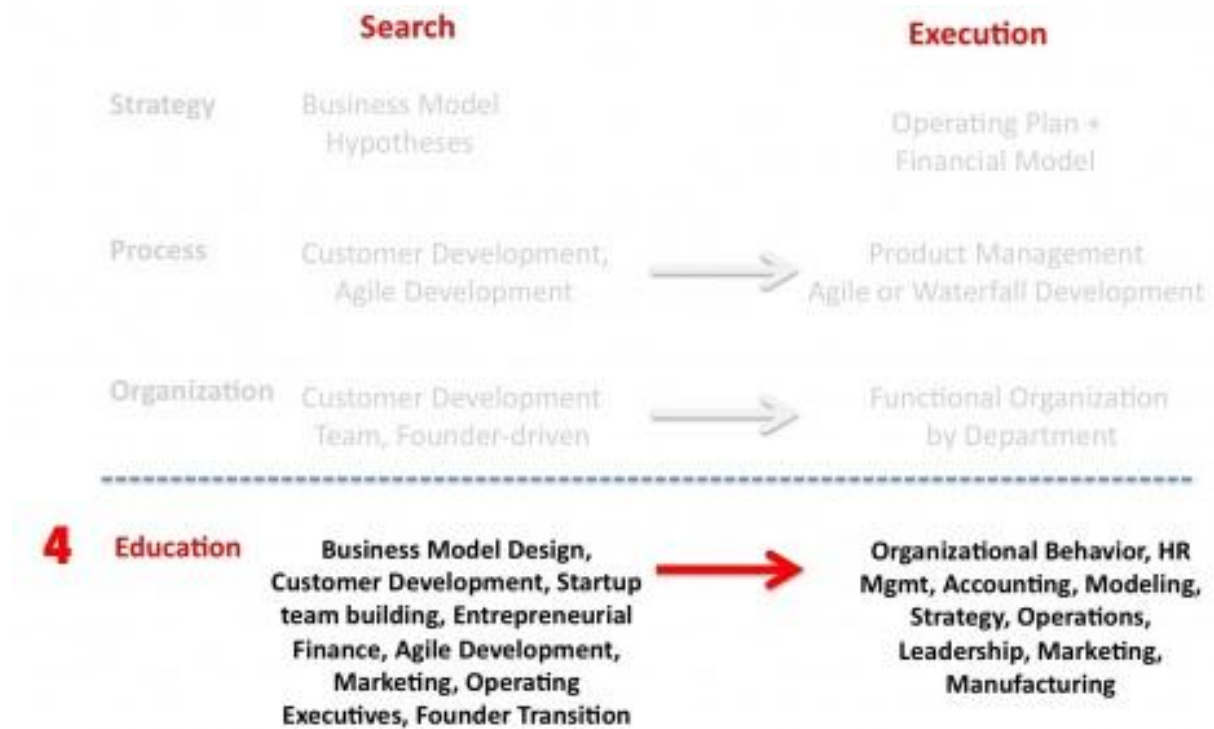 Search
Execution
Strategy
Business Model
Hypotheses
Operating Plan +
Financial Model
Process
Customer Development,
Agile Development
Product Management
Agile or Waterfall Development
Organization
Customer Development
Team, Founder-driven
Functional Organization
by Department
4
Education
Business Model Design,
Customer Development, Startup
team building, Entrepreneurial
Finance, Agile Development,
Marketing, Operating
Executives, Founder Transition
Organizational Behavior, HR
Mgmt, Accounting, Modeling,
Strategy, Operations,
Leadership, Marketing,
Manufacturing